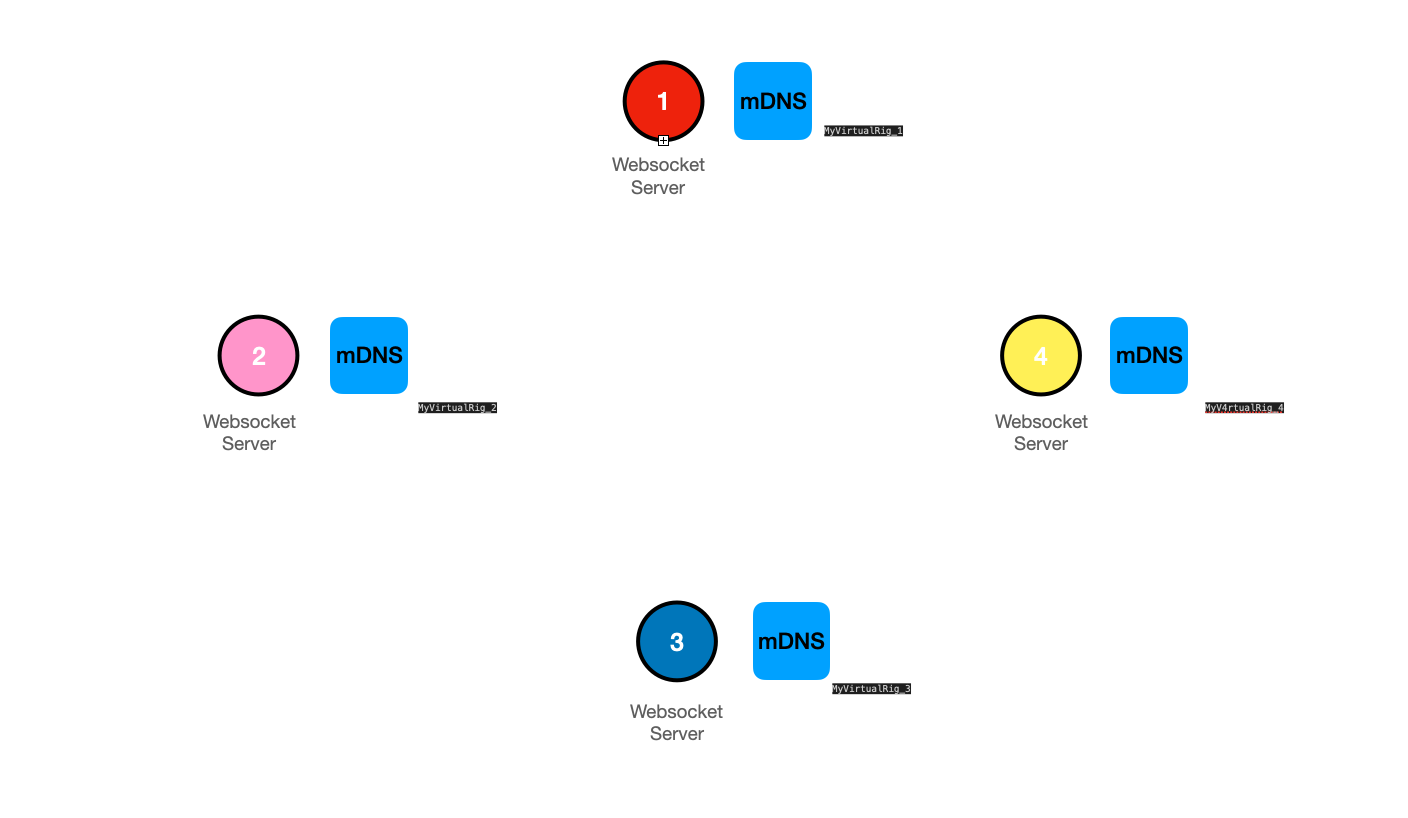 1
mDNS
MyVirtualRig_1
Websocket
Server
2
mDNS
MyVirtualRig_2
Websocket
Server
4
mDNS
MyV4rtualRig_4
Websocket
Server
3
mDNS
MyVirtualRig_3
Websocket
Server